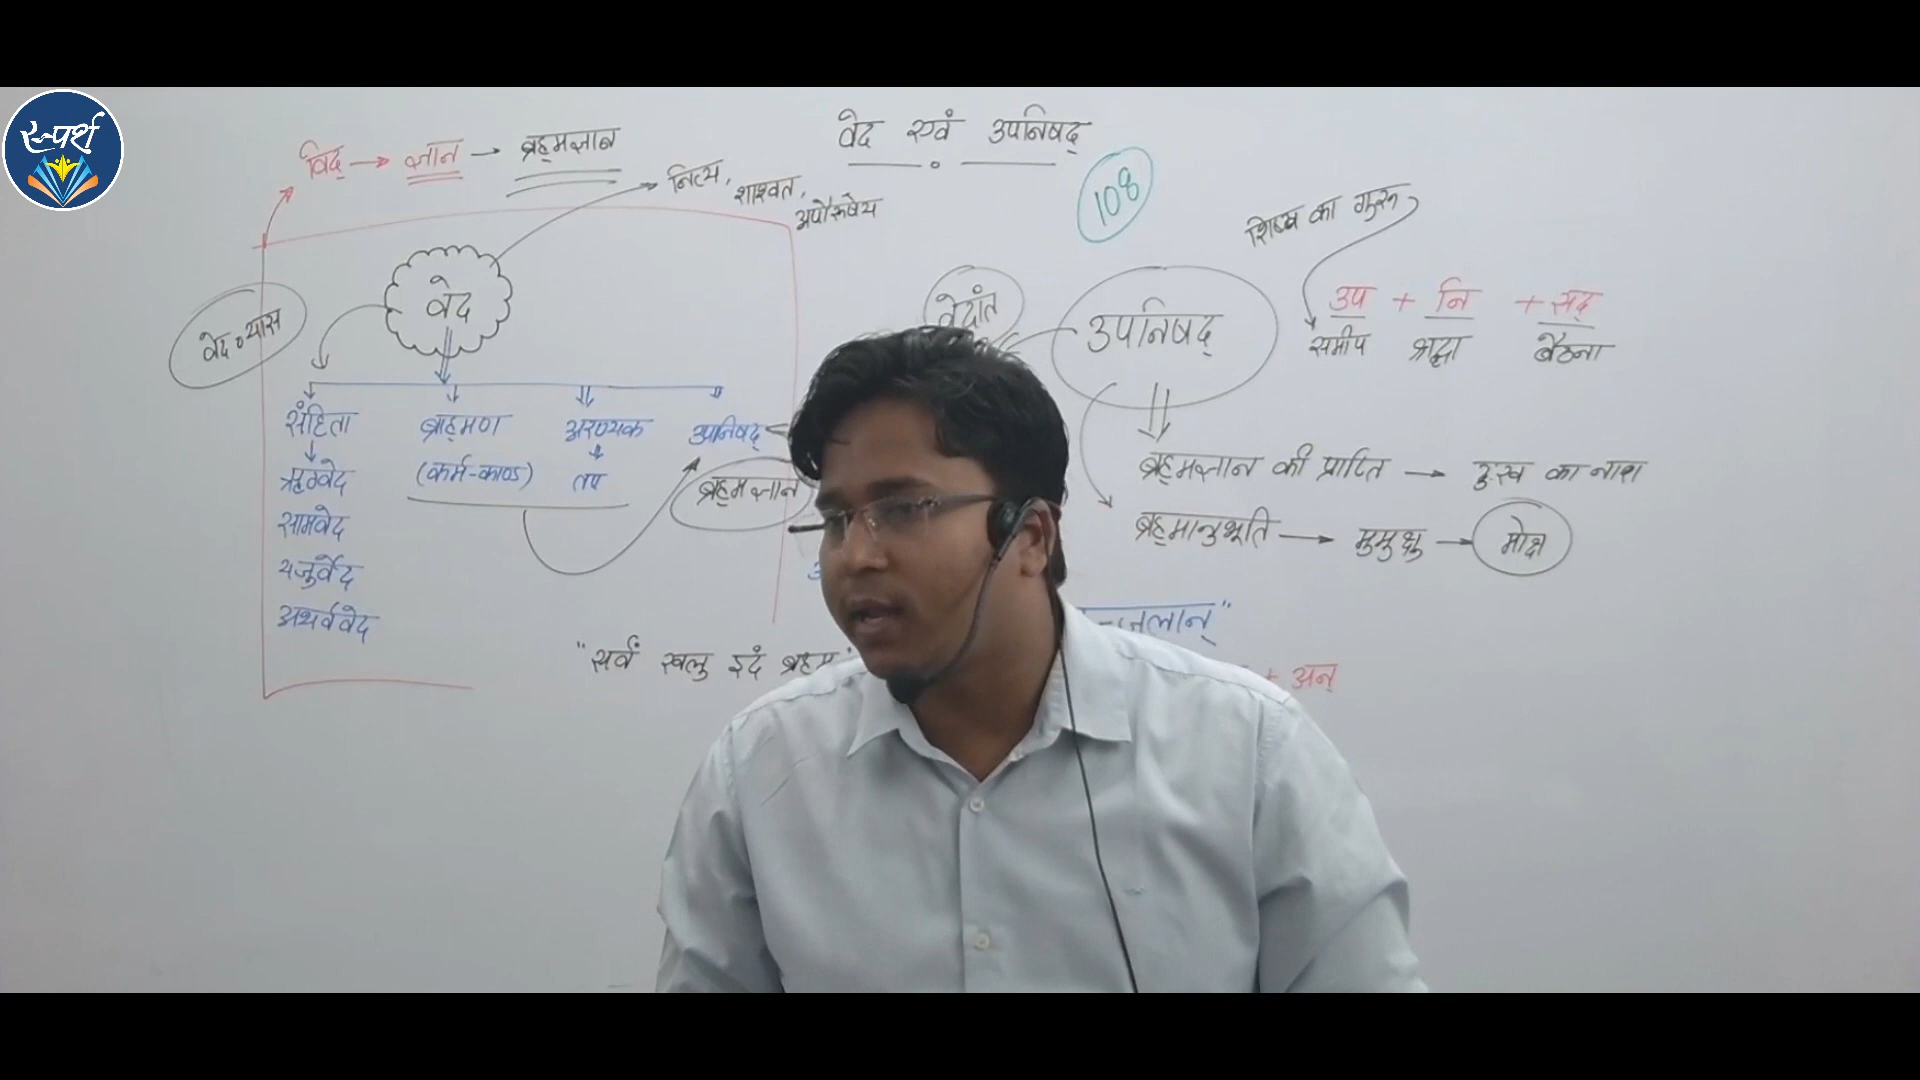 स्पर्श
वेद एवं उपनिषद्
विद् → ज्ञान → ब्रह्मज्ञान
नित्य, शाश्वत, अपौरूषेय
108
शिष्य का गुरू
वेद
वेदव्यास
वेदांत
उपनिषद्
उप + नि + सद्
समीप श्रद्धा बैठना
संहिता ब्राह्मण अरण्यक उपनिषद्
ऋग्वेद (कर्म-काण्ड) तप ब्रह्मज्ञान
सामवेद
यजुर्वेद
अथर्ववेद
ब्रह्मज्ञान की प्राप्ति → दुःख का नाश
ब्रह्मानुभूति → मुमुक्षु → मोक्ष
"सर्वं खलु इदं ब्रह्म"
-जलान्"
+ अन्